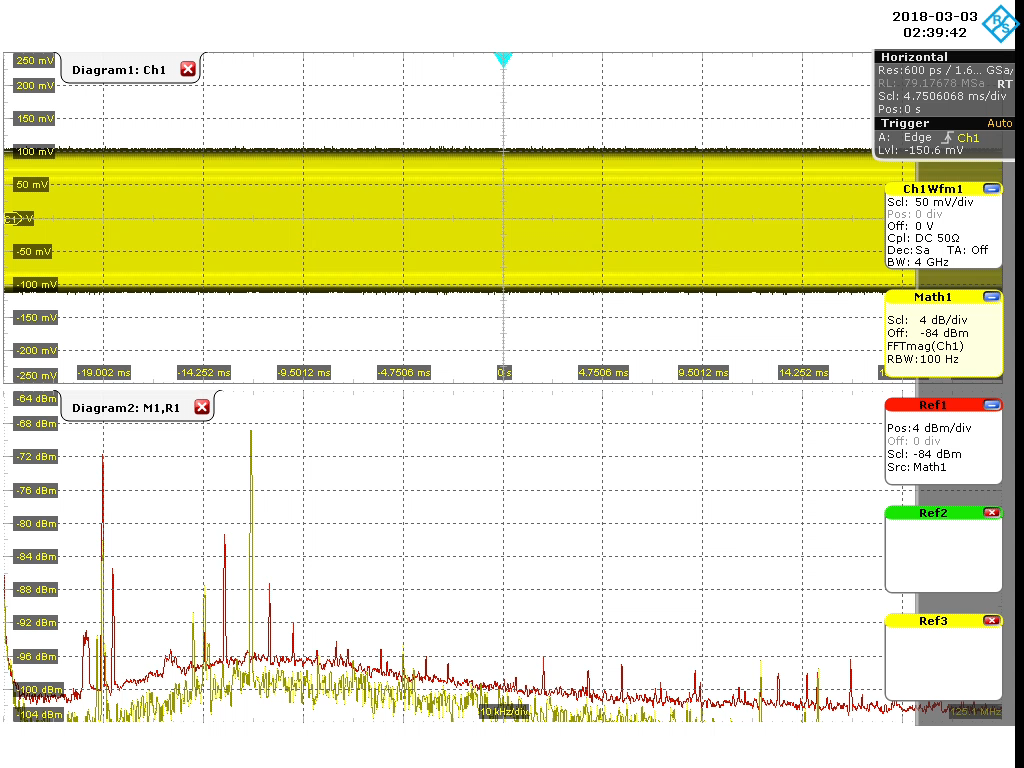 2018-03-03
02:39:42
R&S
Diagram1: Ch1
250 mV
200 mV
150 mV
100 mV
50 mV
C1 V
-50 mV
-100 mV
-150 mV
-200 mV
-250 mV
-19.002 ms -14.252 ms -9.5012 ms -4.7506 ms 0 s 4.7506 ms 9.5012 ms 14.252 ms
Horizontal
Res:600 ps / 1.6... GSa/
RL: 79.17678 MSa RT
Scl: 4.7506068 ms/div
Pos:0 s
Trigger Auto
A: Edge Ch1
Lvl: -150.6 mV
Ch1Wfm1
Scl: 50 mV/div
Pos: 0 div
Off: 0 V
Cpl: DC 50Ω
Dec:Sa TA: Off
BW: 4 GHz
Math1
Scl: 4 dB/div
Off: -84 dBm
FFTmag(Ch1)
RBW:100 Hz
Diagram2: M1,R1
-64 dBm
-68 dBm
-72 dBm
-76 dBm
-80 dBm
-84 dBm
-88 dBm
-92 dBm
-96 dBm
-100 dBm
-104 dBm
10 kHz/div
125.1 MHz
Ref1
Pos:4 dBm/div
Off: 0 div
Scl: -84 dBm
Src: Math1
Ref2
Ref3